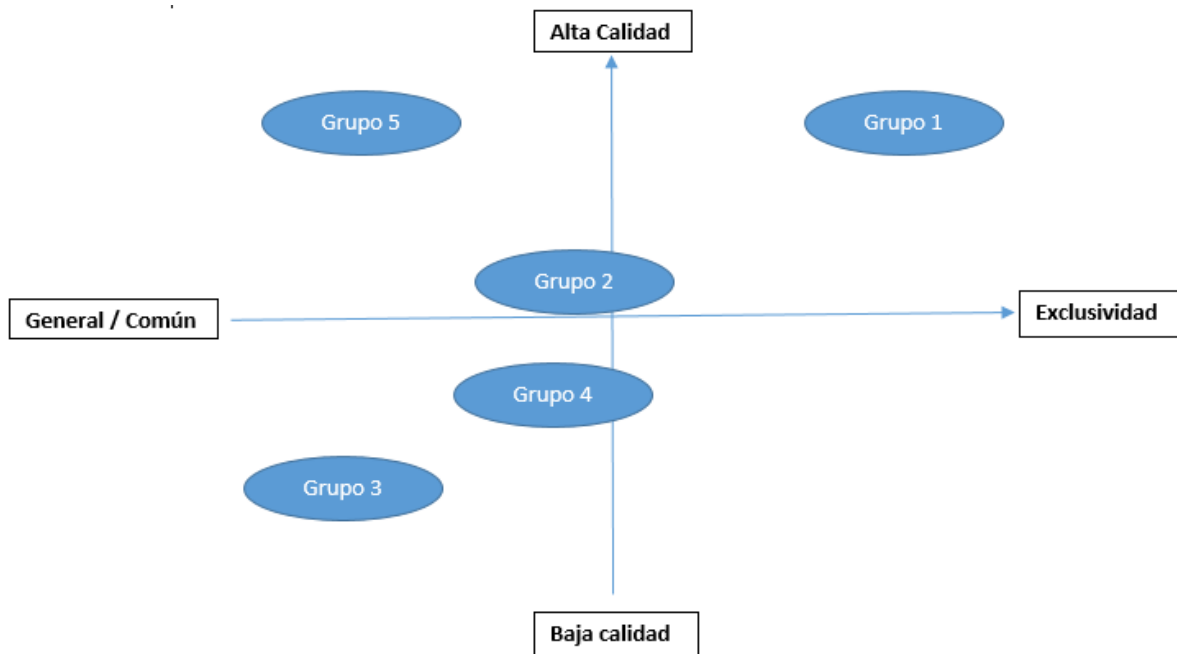 Alta Calidad
Grupo 5
Grupo 1
Grupo 2
General / Común
Exclusividad
Grupo 4
Grupo 3
Baja calidad